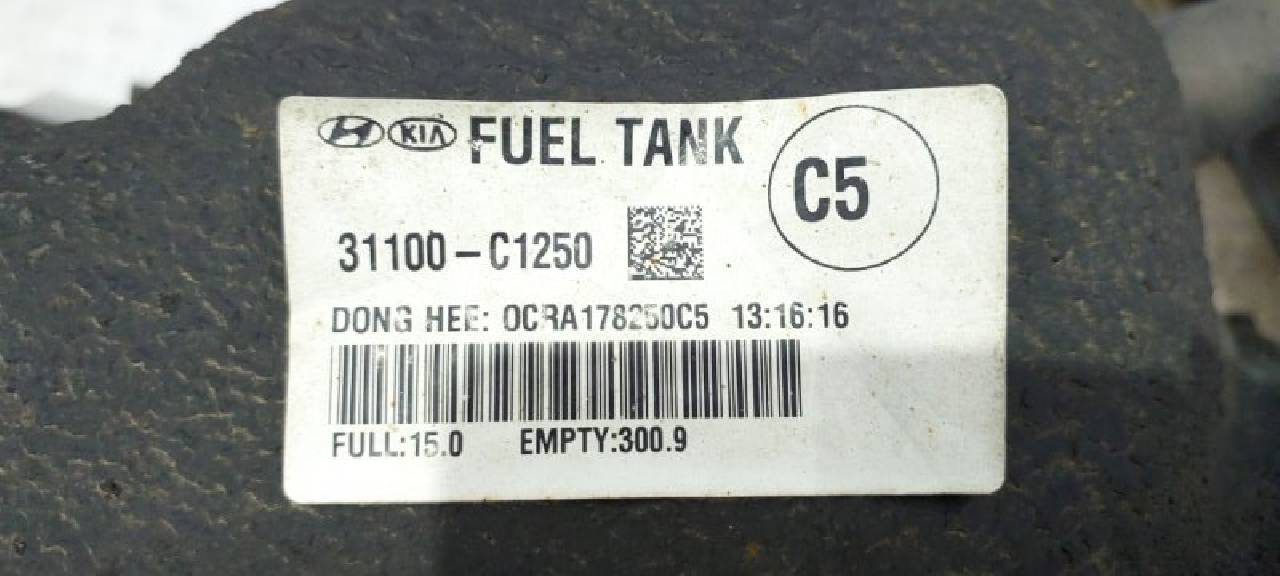 KIA FUEL TANK
C5
31100-C1250
DONG HEE: 0CRA178250C5 13:16:16
FULL:15.0 EMPTY:300.9